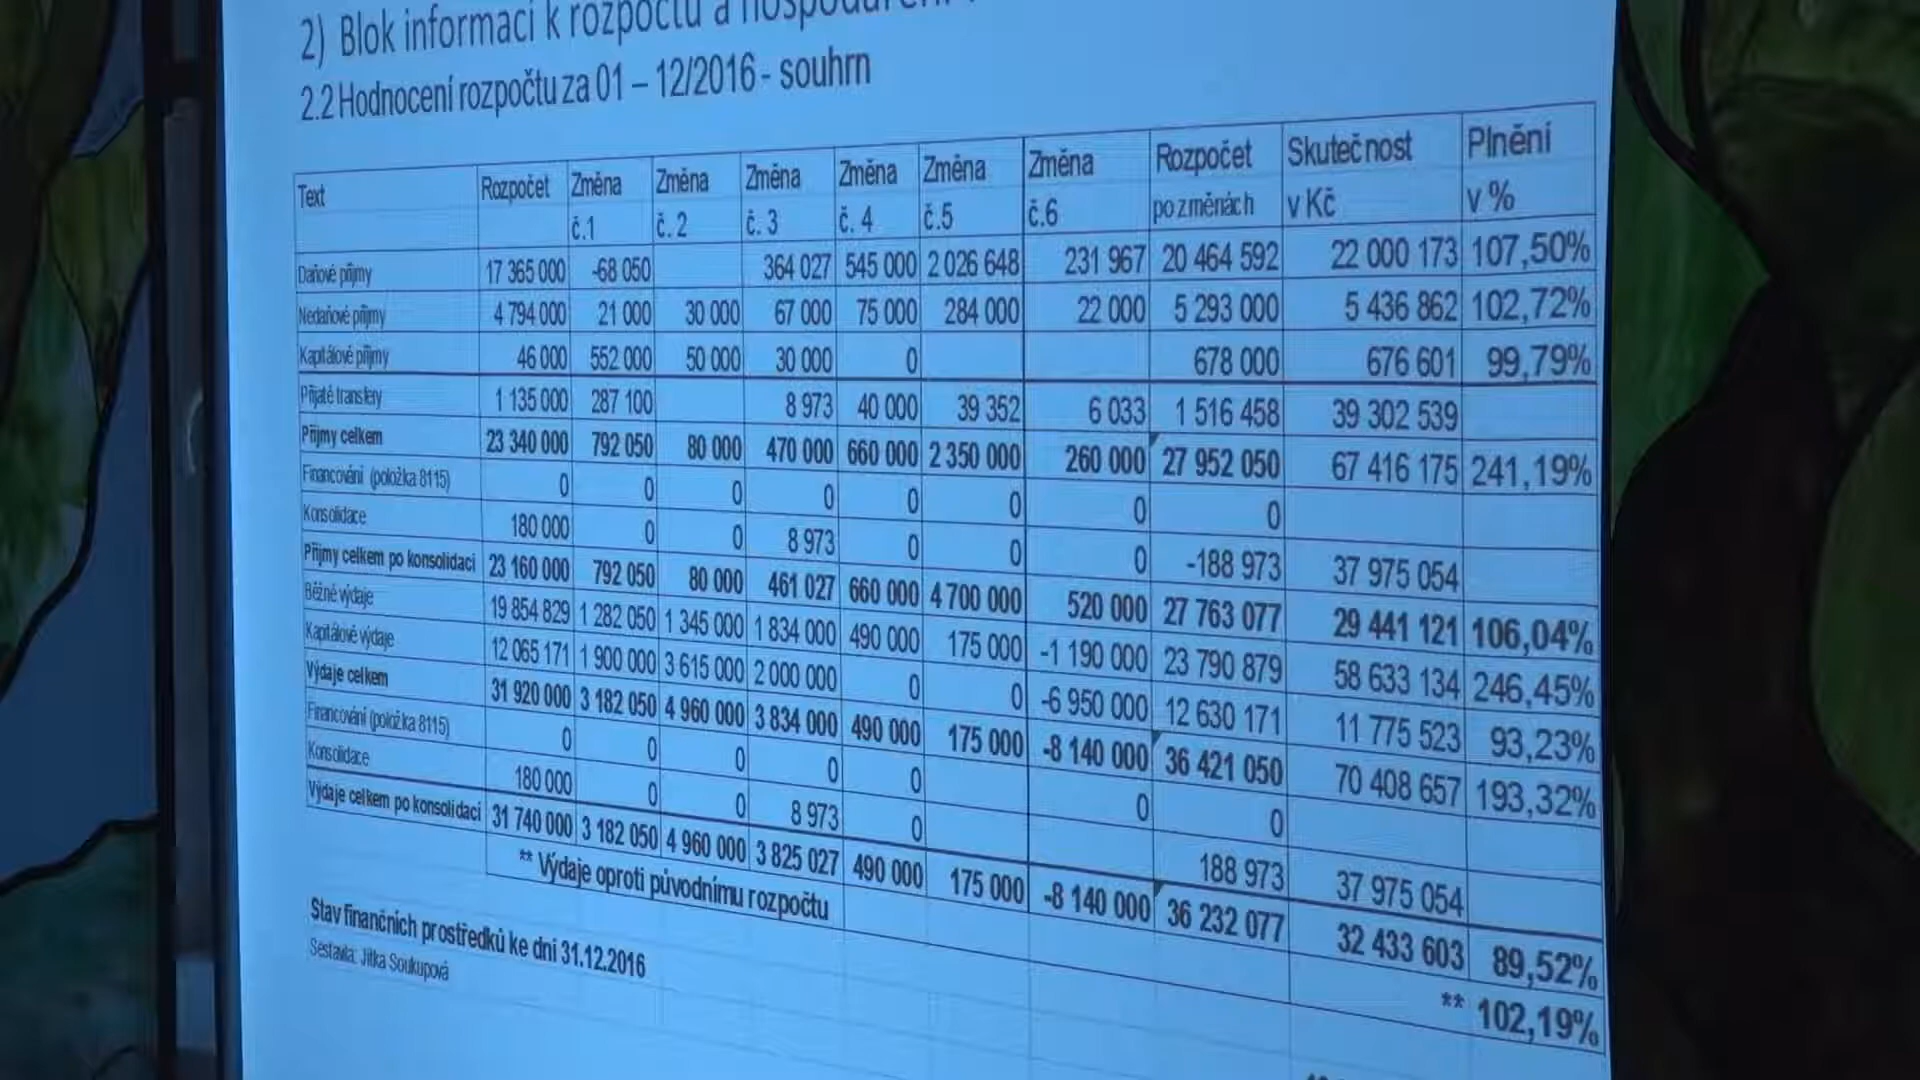 2) Blok informací k rozpočtu a hospodaření
2.2 Hodnocení rozpočtu za 01 – 12/2016 - souhrn
Text Rozpočet Změna č.1 Změna č. 2 Změna č. 3 Změna č. 4 Změna č.5 Změna č.6 Rozpočet po změnách Skutečnost v Kč Plnění v %
Daňové příjmy 17 365 000 -68 050 364 027 545 000 2 026 648 231 967 20 464 592 22 000 173 107,50%
Nedaňové příjmy 4 794 000 21 000 30 000 67 000 75 000 284 000 22 000 5 293 000 5 436 862 102,72%
Kapitálové příjmy 46 000 552 000 50 000 30 000 0 678 000 676 601 99,79%
Přijaté transfery 1 135 000 287 100 8 973 40 000 39 352 6 033 1 516 458 39 302 539
Příjmy celkem 23 340 000 792 050 80 000 470 000 660 000 2 350 000 260 000 27 952 050 67 416 175 241,19%
Financování (položka 8115) 0 0 0 0 0 0 0 0
Konsolidace 180 000 0 0 8 973 0 0 0 -188 973 37 975 054
Příjmy celkem po konsolidaci 23 160 000 792 050 80 000 461 027 660 000 4 700 000 520 000 27 763 077 29 441 121 106,04%
Běžné výdaje 19 854 829 1 282 050 1 345 000 1 834 000 490 000 175 000 -1 190 000 23 790 879 58 633 134 246,45%
Kapitálové výdaje 12 065 171 1 900 000 3 615 000 2 000 000 0 0 -6 950 000 12 630 171 11 775 523 93,23%
Výdaje celkem 31 920 000 3 182 050 4 960 000 3 834 000 490 000 175 000 -8 140 000 36 421 050 70 408 657 193,32%
Financování (položka 8115) 0 0 0 0 0 0 0
Konsolidace 180 000 0 0 8 973 0 188 973 37 975 054
Výdaje celkem po konsolidaci 31 740 000 3 182 050 4 960 000 3 825 027 490 000 175 000 -8 140 000 36 232 077 32 433 603 89,52%
** Výdaje oproti původnímu rozpočtu ** 102,19%
Stav finančních prostředků ke dni 31.12.2016
Sestavila: Jitka Soukupová